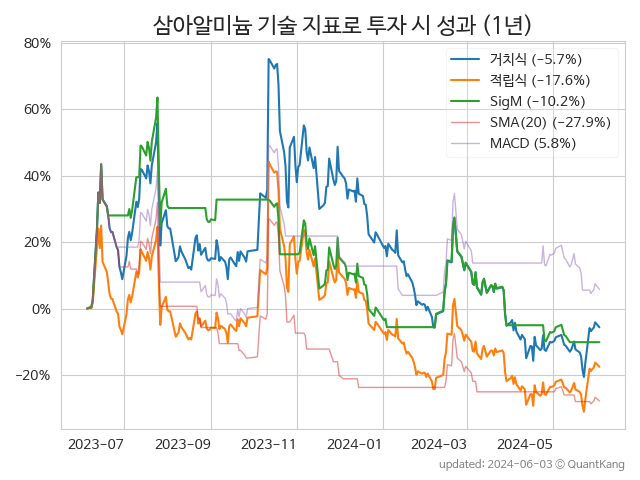 삼아알미늄 기술 지표로 투자 시 성과 (1년)
80%
60%
40%
20%
0%
−20%
거치식 (−5.7%)
적립식 (−17.6%)
SigM (−10.2%)
SMA(20) (−27.9%)
MACD (5.8%)
2023−07 2023−09 2023−11 2024−01 2024−03 2024−05
updated: 2024-06-03 ⓒ QuantKang